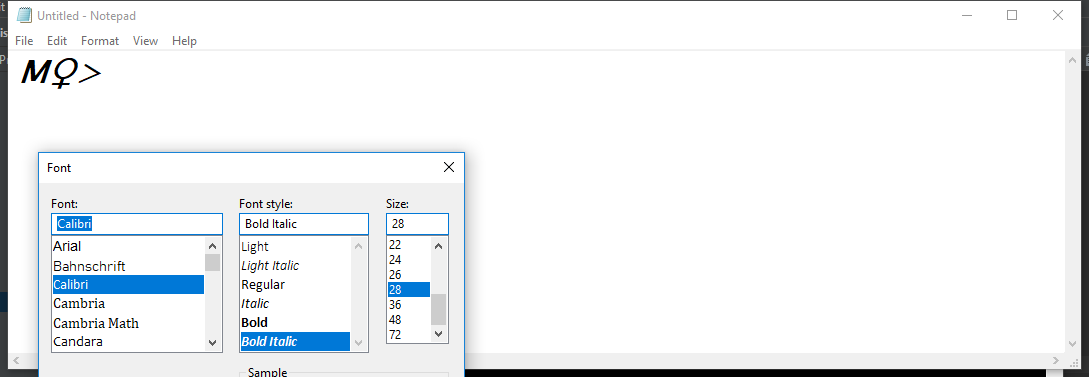 Untitled - Notepad
File Edit Format View Help
M♀>
Font
Font:
Calibri
Arial
Bahnschrift
Calibri
Cambria
Cambria Math
Candara
Font style:
Bold Italic
Light
Light Italic
Regular
Italic
Bold
Bold Italic
Size:
28
22
24
26
28
36
48
72
Sample